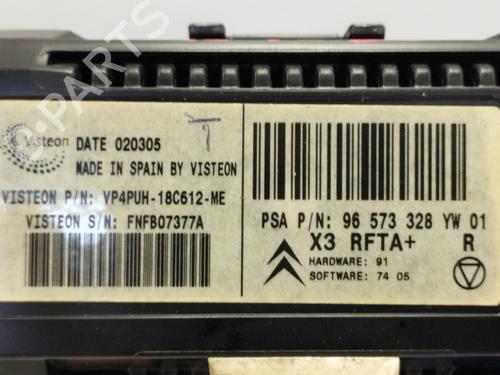 Visteon
DATE 020305
MADE IN SPAIN BY VISTEON
VISTEON P/N: VP4PUH-18C612-ME
VISTEON S/N: FNFB07377A
PSA P/N: 96 573 328 YW 01
X3 RFTA+ R
HARDWARE: 91
SOFTWARE: 74 05
B-PARTS